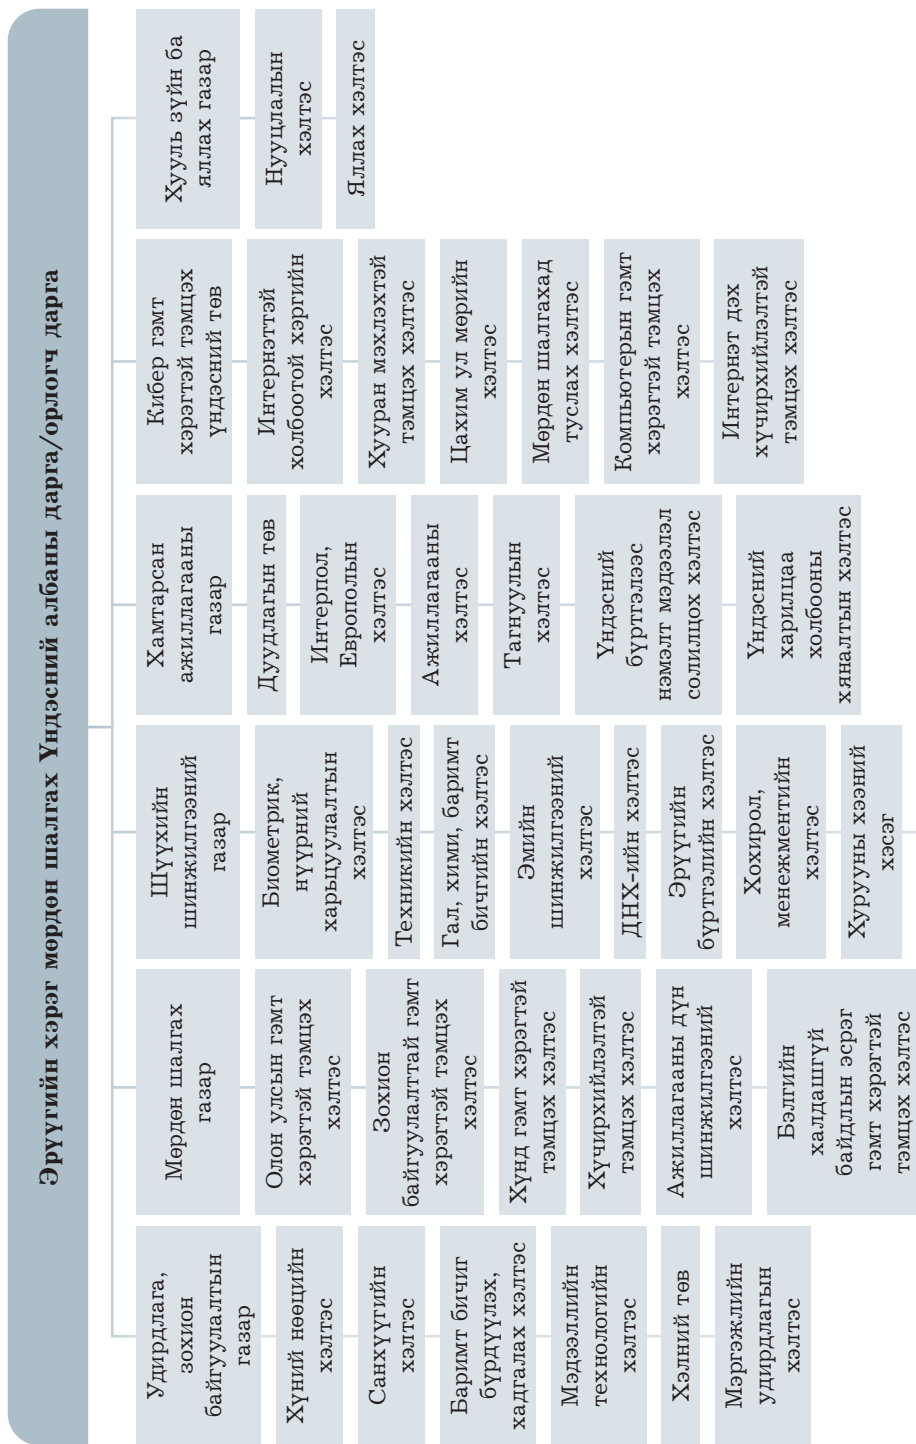 Эрүүгийн хэрэг мөрдөн шалгах Үндэсний албаны дарга/орлогч дарга
Удирдлага,
зохион
байгуулалтын
газар
Хүний нөөцийн
хэлтэс
Санхүүгийн
хэлтэс
Баримт бичиг
бүрдүүлэх,
хадгалах хэлтэс
Мэдээллийн
технологийн
хэлтэс
Хэлний төв
Мэргэжлийн
удирдлагын
хэлтэс
Мөрдөн шалгах
газар
Олон улсын гэмт
хэрэгтэй тэмцэх
хэлтэс
Зохион
байгуулалттай гэмт
хэрэгтэй тэмцэх
хэлтэс
Хүнд гэмт хэрэгтэй
тэмцэх хэлтэс
Хүчирхийлэлтэй
тэмцэх хэлтэс
Ажиллагааны дүн
шинжилгээний
хэлтэс
Бэлгийн
халдашгүй
байдлын эсрэг
гэмт хэрэгтэй
тэмцэх хэлтэс
Шүүхийн
шинжилгээний
газар
Биометрик,
нүүрний
харьцуулалтын
хэлтэс
Техникийн хэлтэс
Гал, хими, баримт
бичгийн хэлтэс
Эмийн
шинжилгээний
хэлтэс
ДНХ-ийн хэлтэс
Эрүүгийн
бүртгэлийн хэлтэс
Хохирол,
менежментийн
хэлтэс
Хурууны хээний
хэсэг
Хамтарсан
ажиллагааны
газар
Дуудлагын төв
Интерпол,
Европолын
хэлтэс
Ажиллагааны
хэлтэс
Тагнуулын
хэлтэс
Үндэсний
бүртгэлээс
нэмэлт мэдээлэл
солилцох хэлтэс
Үндэсний
харилцаа
холбооны
хяналтын хэлтэс
Кибер гэмт
хэрэгтэй тэмцэх
үндэсний төв
Интернэттэй
холбоотой хэргийн
хэлтэс
Хууран мэхлэхтэй
тэмцэх хэлтэс
Цахим ул мөрийн
хэлтэс
Мөрдөн шалгахад
туслах хэлтэс
Компьютерын гэмт
хэрэгтэй тэмцэх
хэлтэс
Интернэт дэх
хүчирхийлэлтэй
тэмцэх хэлтэс
Хууль зүйн ба
яллах газар
Нууцлалын
хэлтэс
Яллах хэлтэс